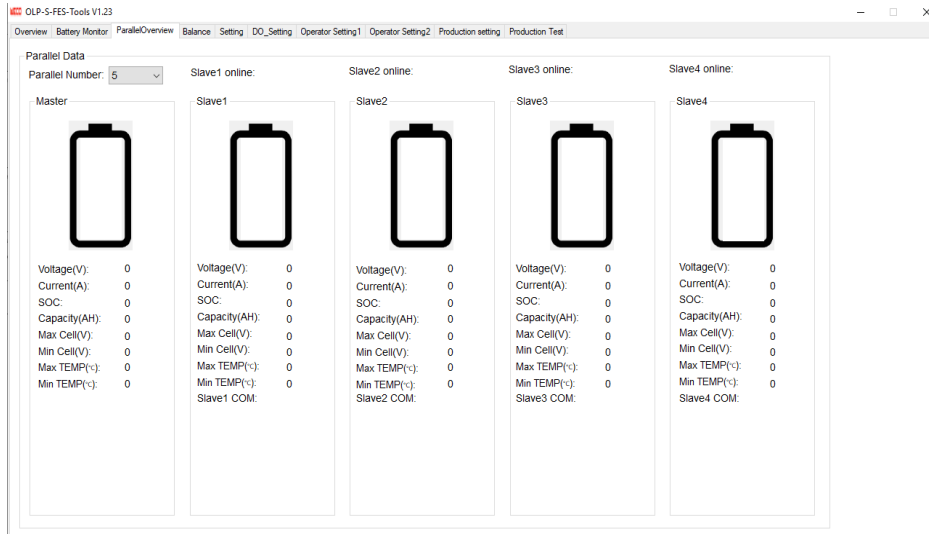 OLP-S-FES-Tools V1.23
Overview Battery Monitor ParallelOverview Balance Setting DO_Setting Operator Setting1 Operator Setting2 Production setting Production Test
Parallel Data
Parallel Number: 5 Slave1 online: Slave2 online: Slave3 online: Slave4 online:
Master
Voltage(V): 0
Current(A): 0
SOC: 0
Capacity(AH): 0
Max Cell(V): 0
Min Cell(V): 0
Max TEMP(℃): 0
Min TEMP(℃): 0
Slave1
Voltage(V): 0
Current(A): 0
SOC: 0
Capacity(AH): 0
Max Cell(V): 0
Min Cell(V): 0
Max TEMP(℃): 0
Min TEMP(℃): 0
Slave1 COM:
Slave2
Voltage(V): 0
Current(A): 0
SOC: 0
Capacity(AH): 0
Max Cell(V): 0
Min Cell(V): 0
Max TEMP(℃): 0
Min TEMP(℃): 0
Slave2 COM:
Slave3
Voltage(V): 0
Current(A): 0
SOC: 0
Capacity(AH): 0
Max Cell(V): 0
Min Cell(V): 0
Max TEMP(℃): 0
Min TEMP(℃): 0
Slave3 COM:
Slave4
Voltage(V): 0
Current(A): 0
SOC: 0
Capacity(AH): 0
Max Cell(V): 0
Min Cell(V): 0
Max TEMP(℃): 0
Min TEMP(℃): 0
Slave4 COM: